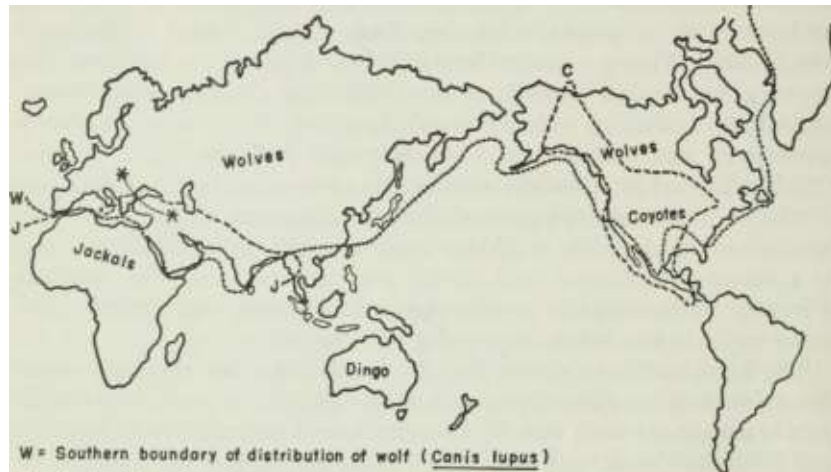 C
Wolves
Wolves
W
J
Coyotes
Jackals
J
Dingo
W = Southern boundary of distribution of wolf (Canis lupus)